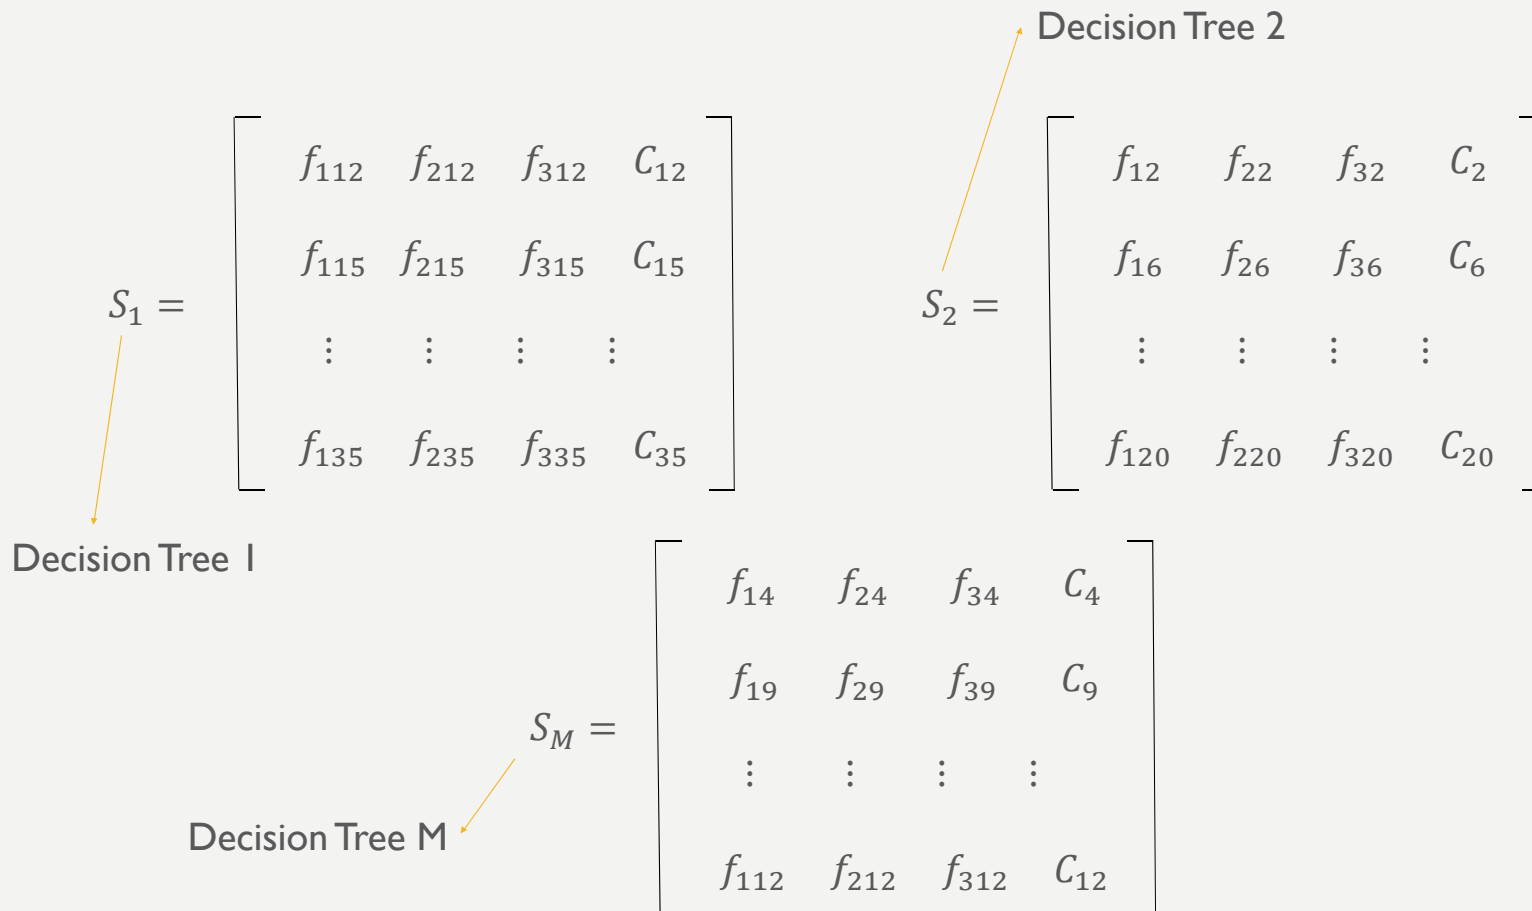 Decision Tree 2
f₁₁₂ f₂₁₂ f₃₁₂ C₁₂
f₁₁₅ f₂₁₅ f₃₁₅ C₁₅
S₁ =
⋮ ⋮ ⋮ ⋮
f₁₃₅ f₂₃₅ f₃₃₅ C₃₅
Decision Tree 1
f₁₂ f₂₂ f₃₂ C₂
f₁₆ f₂₆ f₃₆ C₆
S₂ =
⋮ ⋮ ⋮ ⋮
f₁₂₀ f₂₂₀ f₃₂₀ C₂₀
f₁₄ f₂₄ f₃₄ C₄
f₁₉ f₂₉ f₃₉ C₉
S_M =
⋮ ⋮ ⋮ ⋮
Decision Tree M
f₁₁₂ f₂₁₂ f₃₁₂ C₁₂